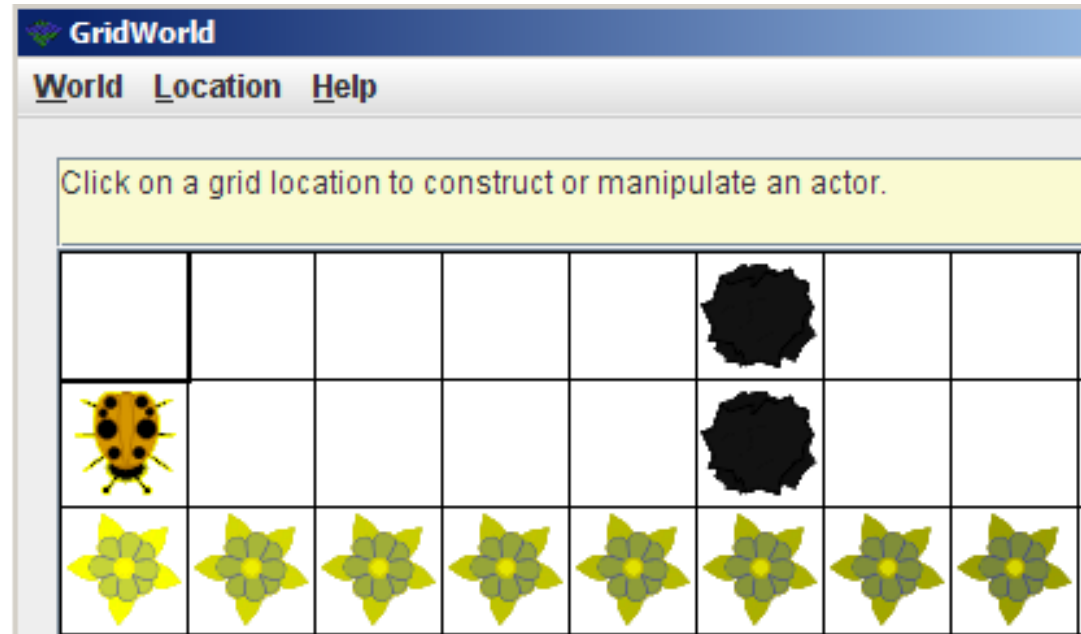 GridWorld
World Location Help
Click on a grid location to construct or manipulate an actor.